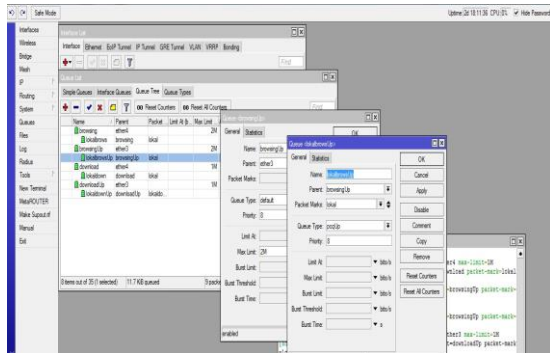 Safe Mode
Uptime: 2d 18:11:36 CPU: 0% Hide Passwords
Interfaces
Wireless
Bridge
Mesh
IP
Routing
System
Queues
Files
Log
Radius
Tools
New Terminal
MetaROUTER
Make Supout.rif
Manual
Exit
Interface List
Interface Ethernet EoIP Tunnel IP Tunnel GRE Tunnel VLAN VRRP Bonding
Find
Queue List
Simple Queues Interface Queues Queue Tree Queue Types
00 Reset Counters 00 Reset All Counters
Find
Name Parent Packet Limit At (b... Max Limit
browsing ether4 2M
lokalbrows browsing lokal
browsingUp ether3 2M
lokalbrowsUp browsingUp lokal
download ether4 1M
lokaldown download lokal
downloadUp ether3 1M
lokaldownUp downloadUp lokaldo...
0 items out of 35 (1 selected) 11.7 KiB queued
Queue <browsingUp>
General Statistics
OK
Name: browsingUp
Parent: ether3
Packet Marks:
Queue Type: default
Priority: 8
Limit At:
Max Limit: 2M
Burst Limit:
Burst Threshold:
Burst Time:
enabled
Queue <lokalbrowsUp>
General Statistics
Name: lokalbrowsUp
Parent: browsingUp
Packet Marks: lokal
Queue Type: pcqUp
Priority: 8
Limit At: bits/s
Max Limit: bits/s
Burst Limit: bits/s
Burst Threshold: bits/s
Burst Time: s
OK
Cancel
Apply
Disable
Comment
Copy
Remove
Reset Counters
Reset All Counters
max-limit=1M
packet-mark=lokal
browsingUp packet-mark=
browsingUp packet-mark=
ether3 max-limit=1M
t=downloadUp packet-mark